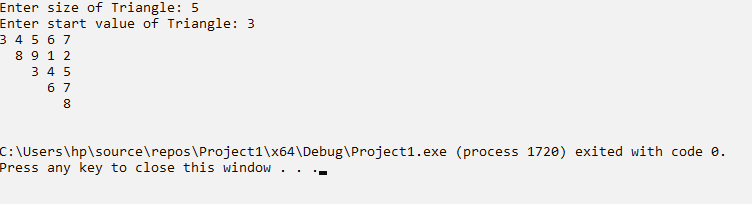 Enter size of Triangle: 5
Enter start value of Triangle: 3
3 4 5 6 7
  8 9 1 2
    3 4 5
      6 7
        8
C:\Users\hp\source\repos\Project1\x64\Debug\Project1.exe (process 1720) exited with code 0.
Press any key to close this window . . .